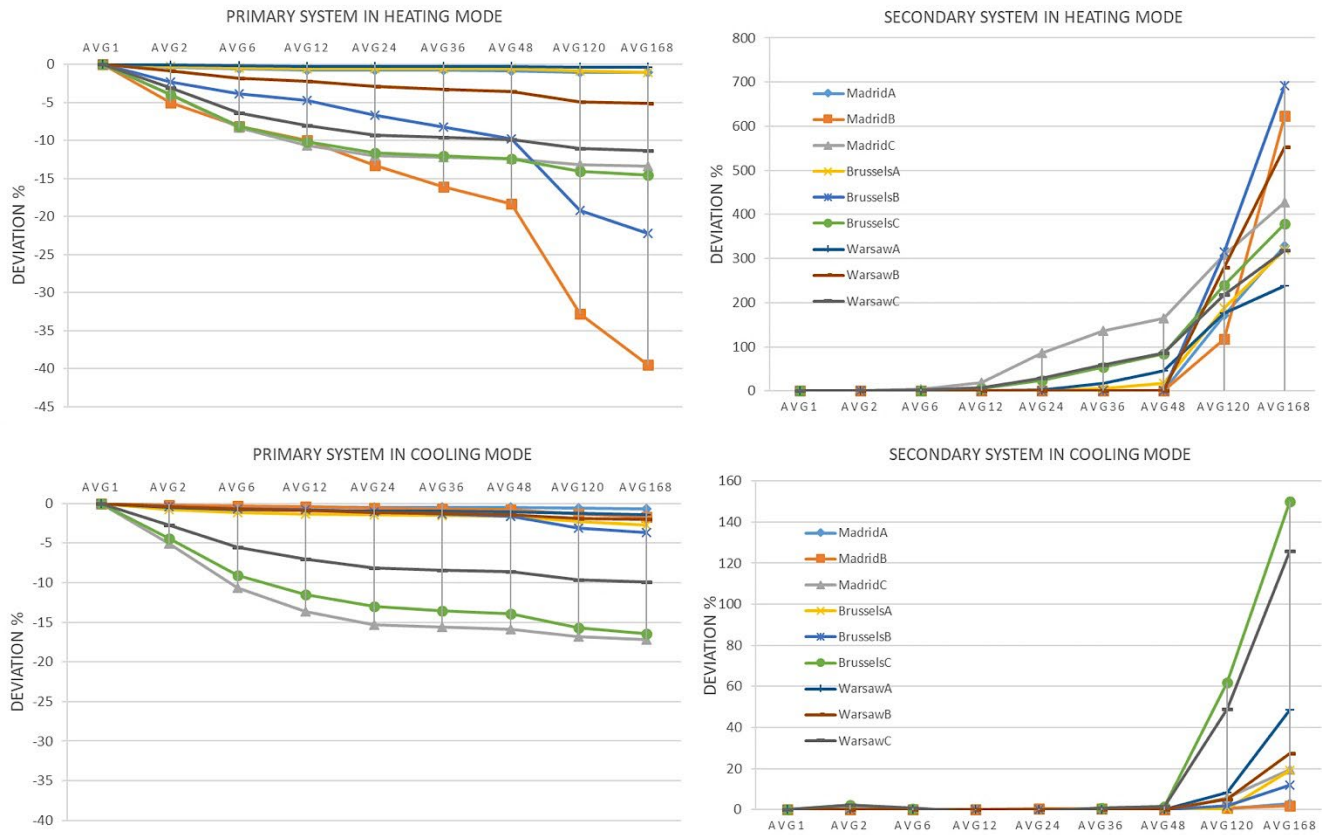 PRIMARY SYSTEM IN HEATING MODE
AVG1 AVG2 AVG6 AVG12 AVG24 AVG36 AVG48 AVG120 AVG168
0
-5
-10
-15
-20
-25
-30
-35
-40
-45
DEVIATION %
SECONDARY SYSTEM IN HEATING MODE
800
700
600
500
400
300
200
100
0
DEVIATION %
MadridA
MadridB
MadridC
BrusselsA
BrusselsB
BrusselsC
WarsawA
WarsawB
WarsawC
AVG1 AVG2 AVG6 AVG12 AVG24 AVG36 AVG48 AVG120 AVG168
PRIMARY SYSTEM IN COOLING MODE
AVG1 AVG2 AVG6 AVG12 AVG24 AVG36 AVG48 AVG120 AVG168
0
-5
-10
-15
-20
-25
-30
-35
-40
DEVIATION %
SECONDARY SYSTEM IN COOLING MODE
160
140
120
100
80
60
40
20
0
DEVIATION %
MadridA
MadridB
MadridC
BrusselsA
BrusselsB
BrusselsC
WarsawA
WarsawB
WarsawC
AVG1 AVG2 AVG6 AVG12 AVG24 AVG36 AVG48 AVG120 AVG168